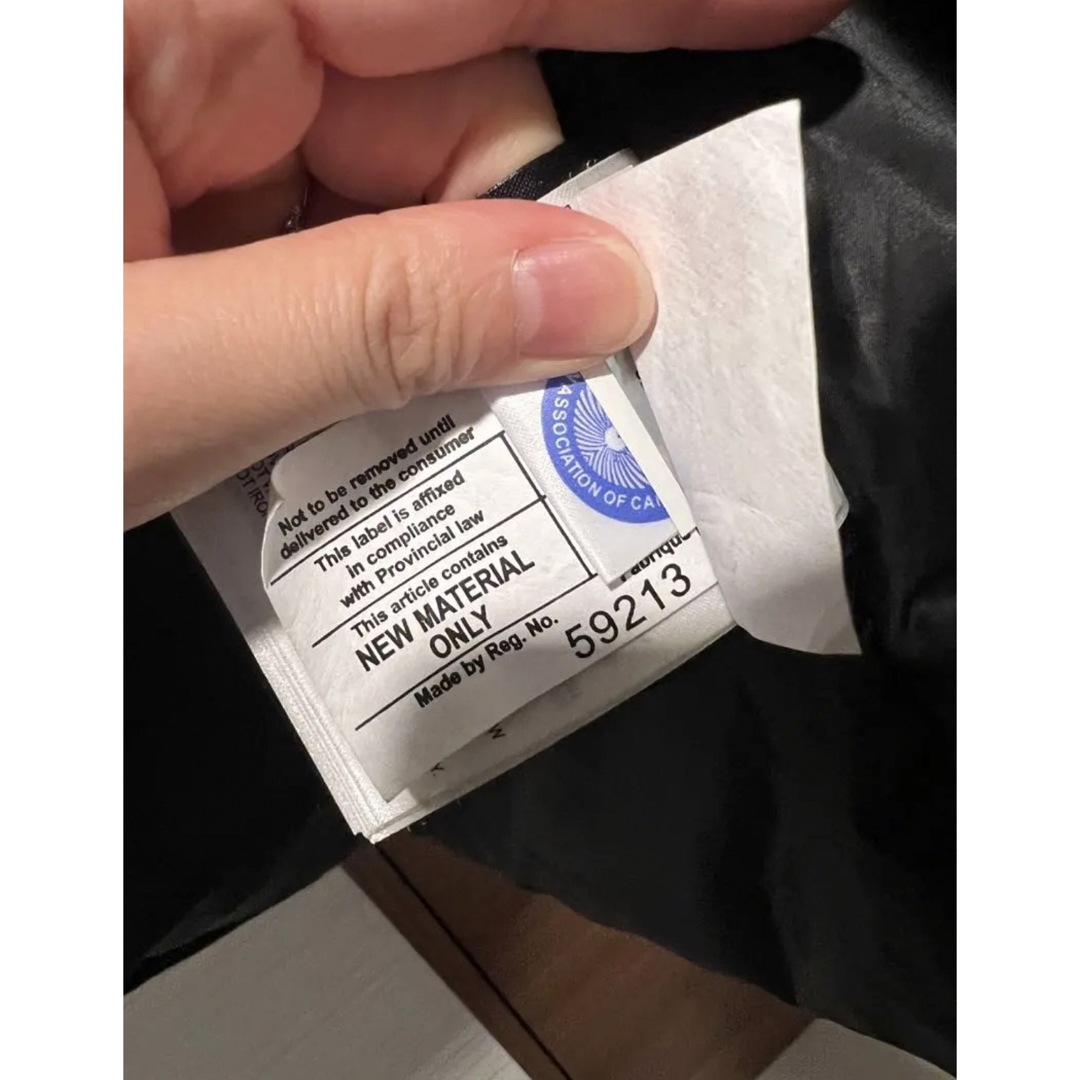 Not to be removed until
delivered to the consumer
This label is affixed
in compliance
with Provincial law
This article contains
NEW MATERIAL
ONLY
Made by Reg. No.
59213
ASSOCIATION OF